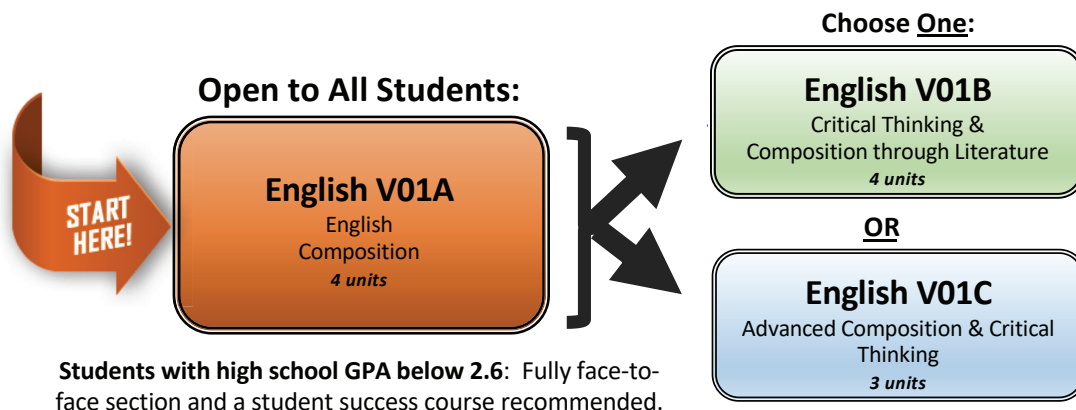 START
HERE!
Open to All Students:
English V01A
English
Composition
4 units
Students with high school GPA below 2.6:  Fully face-to-
face section and a student success course recommended.
Choose One:
English V01B
Critical Thinking &
Composition through Literature
4 units
OR
English V01C
Advanced Composition & Critical
Thinking
3 units